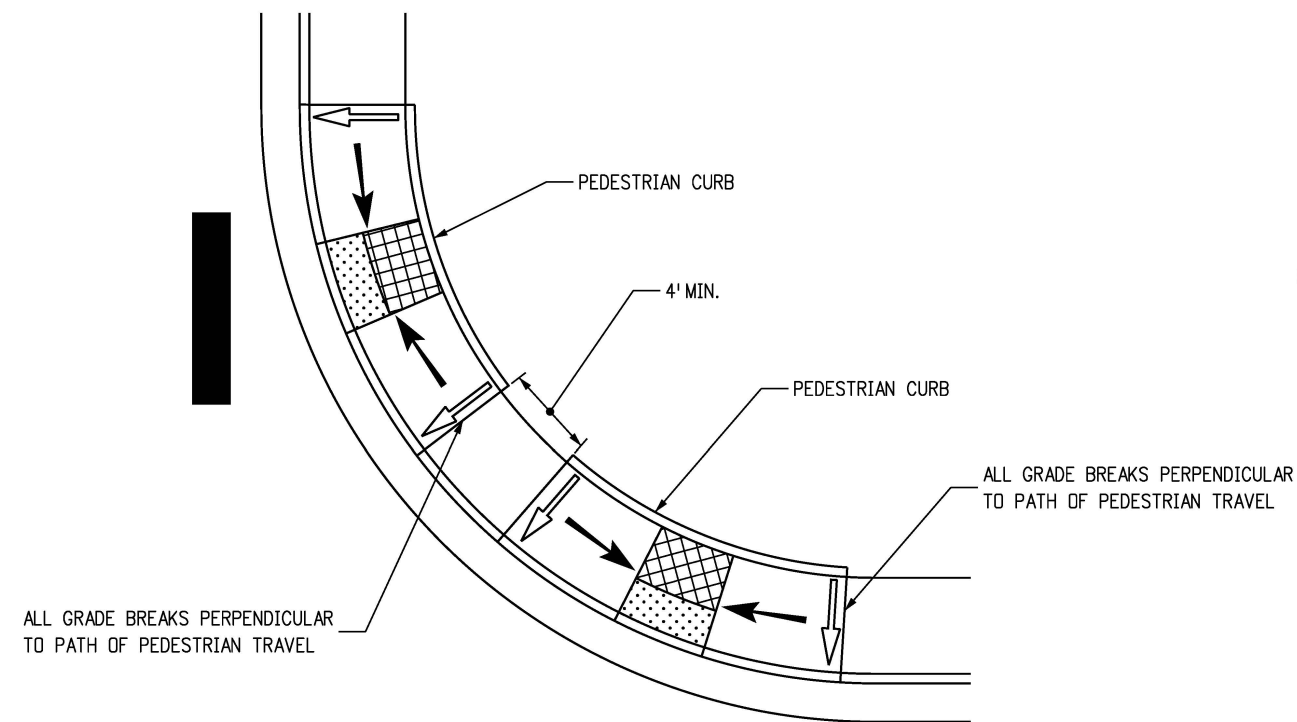 PEDESTRIAN CURB
4' MIN.
PEDESTRIAN CURB
ALL GRADE BREAKS PERPENDICULAR
TO PATH OF PEDESTRIAN TRAVEL
ALL GRADE BREAKS PERPENDICULAR
TO PATH OF PEDESTRIAN TRAVEL